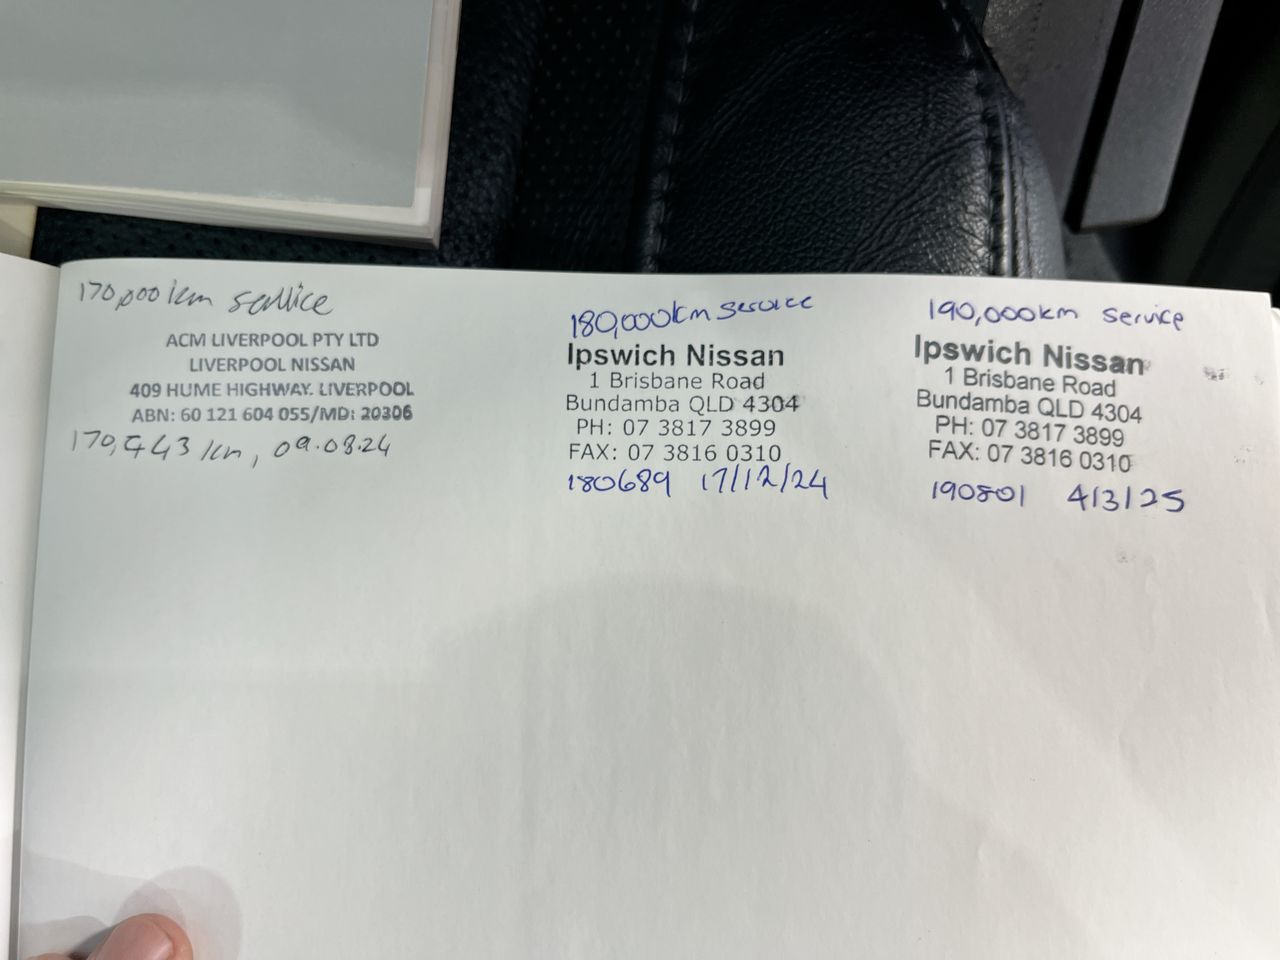 170,000km service
ACM LIVERPOOL PTY LTD
LIVERPOOL NISSAN
409 HUME HIGHWAY. LIVERPOOL
ABN: 60 121 604 055/MD: 20306
170,443 km, 09.08.24
180,000km service
Ipswich Nissan
1 Brisbane Road
Bundamba QLD 4304
PH: 07 3817 3899
FAX: 07 3816 0310
180689 17/12/24
190,000km service
Ipswich Nissan
1 Brisbane Road
Bundamba QLD 4304
PH: 07 3817 3899
FAX: 07 3816 0310
190801 4/3/25